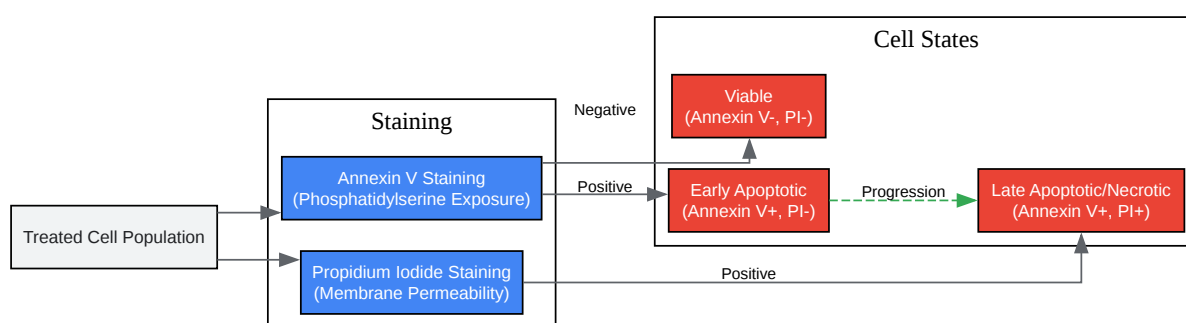 Cell States
Viable
(Annexin V-, PI-)
Negative
Staining
Annexin V Staining
(Phosphatidylserine Exposure)
Positive
Early Apoptotic
(Annexin V+, PI-)
Progression
Late Apoptotic/Necrotic
(Annexin V+, PI+)
Treated Cell Population
Propidium Iodide Staining
(Membrane Permeability)
Positive